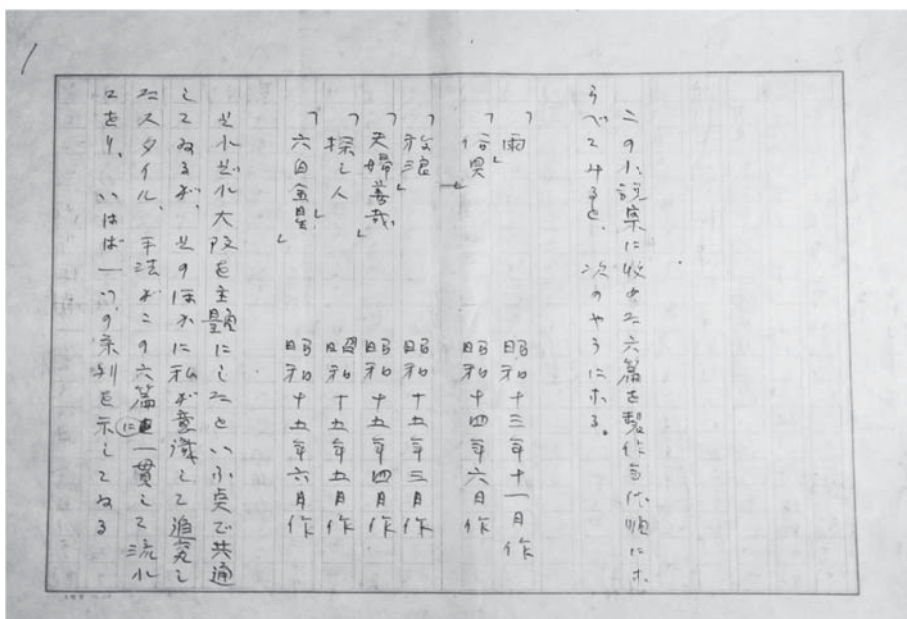 1
この小説集に收めた六篇を製作年代順にな
らべてみると、次のやうになる。
「雨」 昭和十三年十一月作
「俗臭」 昭和十四年六月作
「放浪」 昭和十五年三月作
「夫婦善哉」 昭和十五年四月作
「探し人」 昭和十五年五月作
「六白金星」 昭和十五年六月作
それぞれ大阪を主題にしたといふ点で共通
してゐるが、そのほかに私が意識して追究し
たスタイル、手法がこの六篇に一貫して流れ
てをり、いはば一つの系列を示してゐる